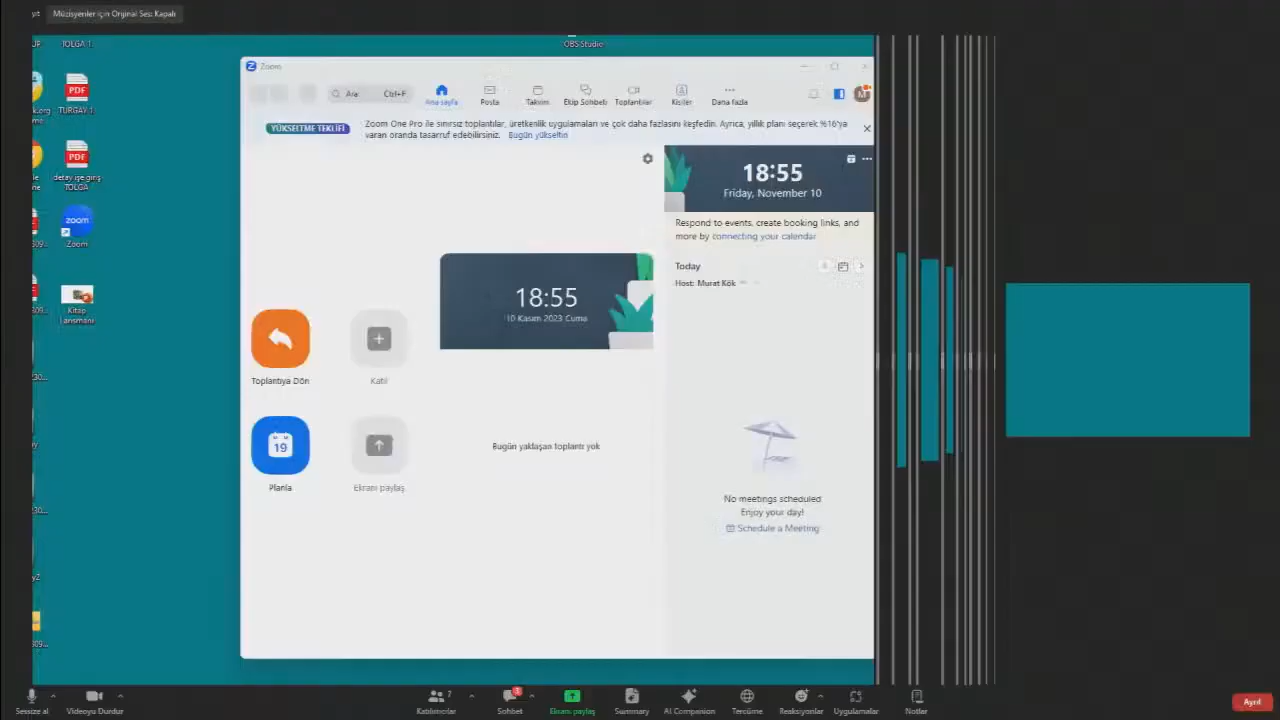 Müzisyenler için Orijinal Ses: Kapalı
TOLGA 1.
OBS Studio
Zoom
Ara
Ctrl+F
Ana sayfa
Posta
Takvim
Ekip Sohbeti
Toplantılar
Kişiler
Daha fazla
YÜKSELTME TEKLİFİ
Zoom One Pro ile sınırsız toplantılar, üretkenlik uygulamaları ve çok daha fazlasını keşfedin. Ayrıca, yıllık planı seçerek %16'ya
varan oranda tasarruf edebilirsiniz. Bugün yükseltin
PDF
TURGAY 1.
PDF
detay işe giriş
TOLGA
zoom
Zoom
Kitap
Lansmanı
18:55
Friday, November 10
Respond to events, create booking links, and
more by connecting your calendar
Today
Host: Murat Kök
18:55
10 Kasım 2023 Cuma
Toplantıya Dön
Katıl
19
Planla
Ekranı paylaş
Bugün yaklaşan toplantı yok
No meetings scheduled.
Enjoy your day!
Schedule a Meeting
Sessize al
Videoyu Durdur
7
Katılımcılar
3
Sohbet
Ekranı paylaş
Summary
AI Companion
Tercüme
Reaksiyonlar
Uygulamalar
Notlar
Ayrıl